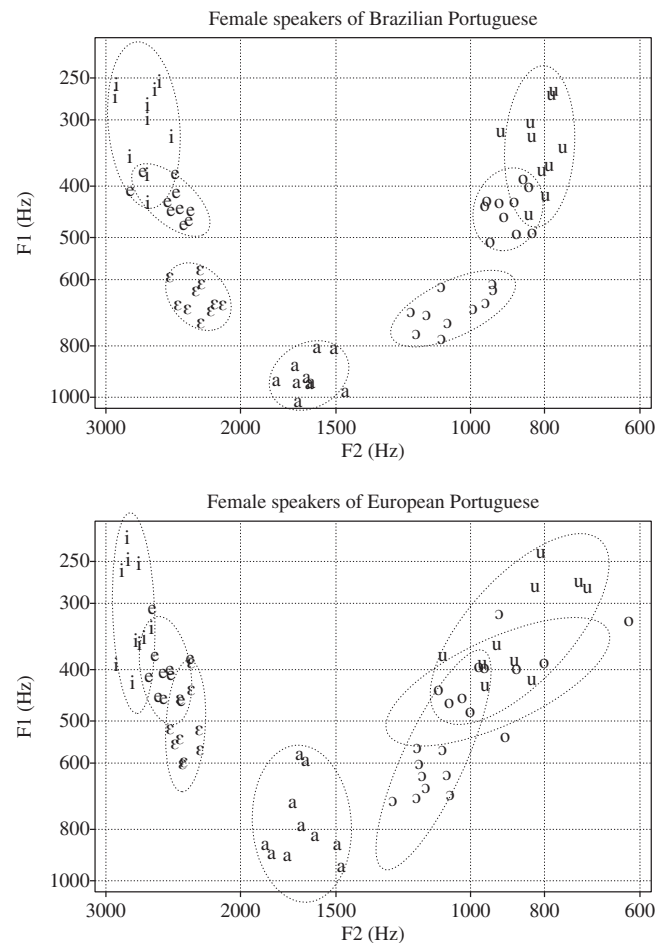 Female speakers of Brazilian Portuguese
250
300
400
500
600
800
1000
F1 (Hz)
3000 2000 1500 1000 800 600
F2 (Hz)
i i i i i i i i i i i
e e e e e e e e e e
ɛ ɛ ɛ ɛ ɛ ɛ ɛ ɛ ɛ ɛ
a a a a a a a a a a
ɔ ɔ ɔ ɔ ɔ ɔ ɔ ɔ ɔ ɔ
o o o o o o o o o o
u u u u u u u u u u
Female speakers of European Portuguese
250
300
400
500
600
800
1000
F1 (Hz)
3000 2000 1500 1000 800 600
F2 (Hz)
i i i i i i i i i i
e e e e e e e e e e
ɛ ɛ ɛ ɛ ɛ ɛ ɛ ɛ ɛ ɛ
a a a a a a a a a a
ɔ ɔ ɔ ɔ ɔ ɔ ɔ ɔ ɔ ɔ
o o o o o o o o o o
u u u u u u u u u u